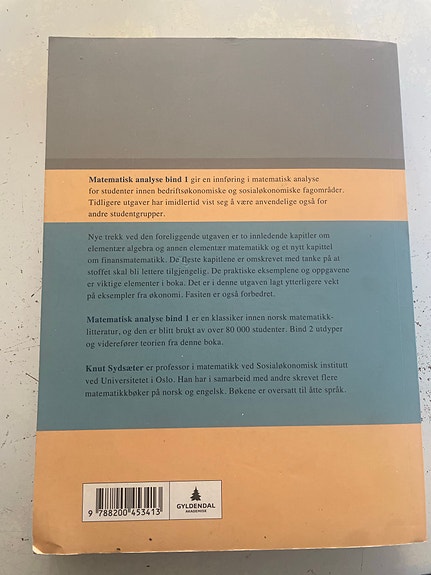 Matematisk analyse bind 1 gir en innføring i matematisk analyse
for studenter innen bedriftsøkonomiske og sosialøkonomiske fagområder.
Tidligere utgaver har imidlertid vist seg å være anvendelige også for
andre studentgrupper.
Nye trekk ved den foreliggende utgaven er to innledende kapitler om
elementær algebra og annen elementær matematikk og et nytt kapittel
om finansmatematikk. De fleste kapitlene er omskrevet med tanke på at
stoffet skal bli lettere tilgjengelig. De praktiske eksemplene og oppgavene
er viktige elementer i boka. Det er i denne utgaven lagt ytterligere vekt
på eksempler fra økonomi. Fasiten er også forbedret.
Matematisk analyse bind 1 er en klassiker innen norsk matematikk-
litteratur, og den er blitt brukt av over 80 000 studenter. Bind 2 utdyper
og viderefører teorien fra denne boka.
Knut Sydsæter er professor i matematikk ved Sosialøkonomisk institutt
ved Universitetet i Oslo. Han har i samarbeid med andre skrevet flere
matematikkbøker på norsk og engelsk. Bøkene er oversatt til åtte språk.
9 788200 453413
GYLDENDAL
AKADEMISK